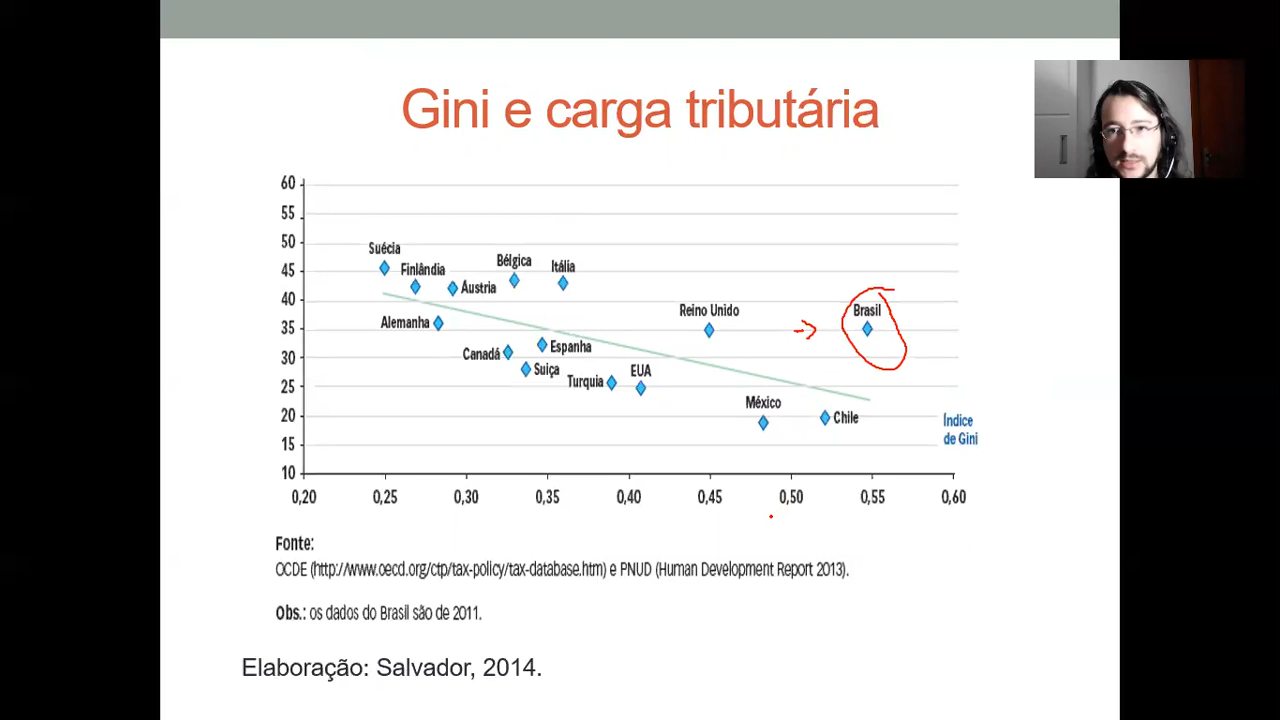 Gini e carga tributária
60
55
50
45
40
35
30
25
20
15
10
Suécia
Finlândia
Áustria
Bélgica
Itália
Alemanha
Canadá
Espanha
Suiça
Turquia
EUA
Reino Unido
Brasil
México
Chile
Índice
de Gini
0,20 0,25 0,30 0,35 0,40 0,45 0,50 0,55 0,60
Fonte:
OCDE (http://www.oecd.org/ctp/tax-policy/tax-database.htm) e PNUD (Human Development Report 2013).
Obs.: os dados do Brasil são de 2011.
Elaboração: Salvador, 2014.